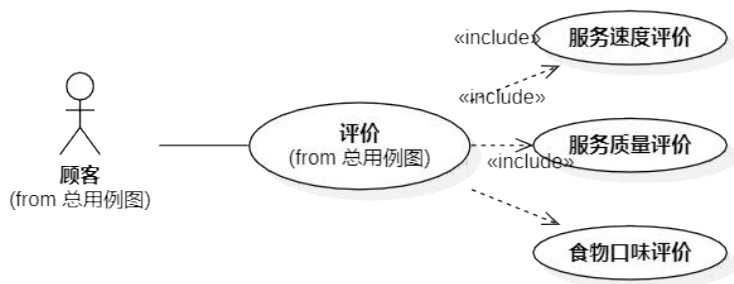 «include»
服务速度评价
«include»
评价
(from 总用例图)
服务质量评价
«include»
顾客
(from 总用例图)
食物口味评价